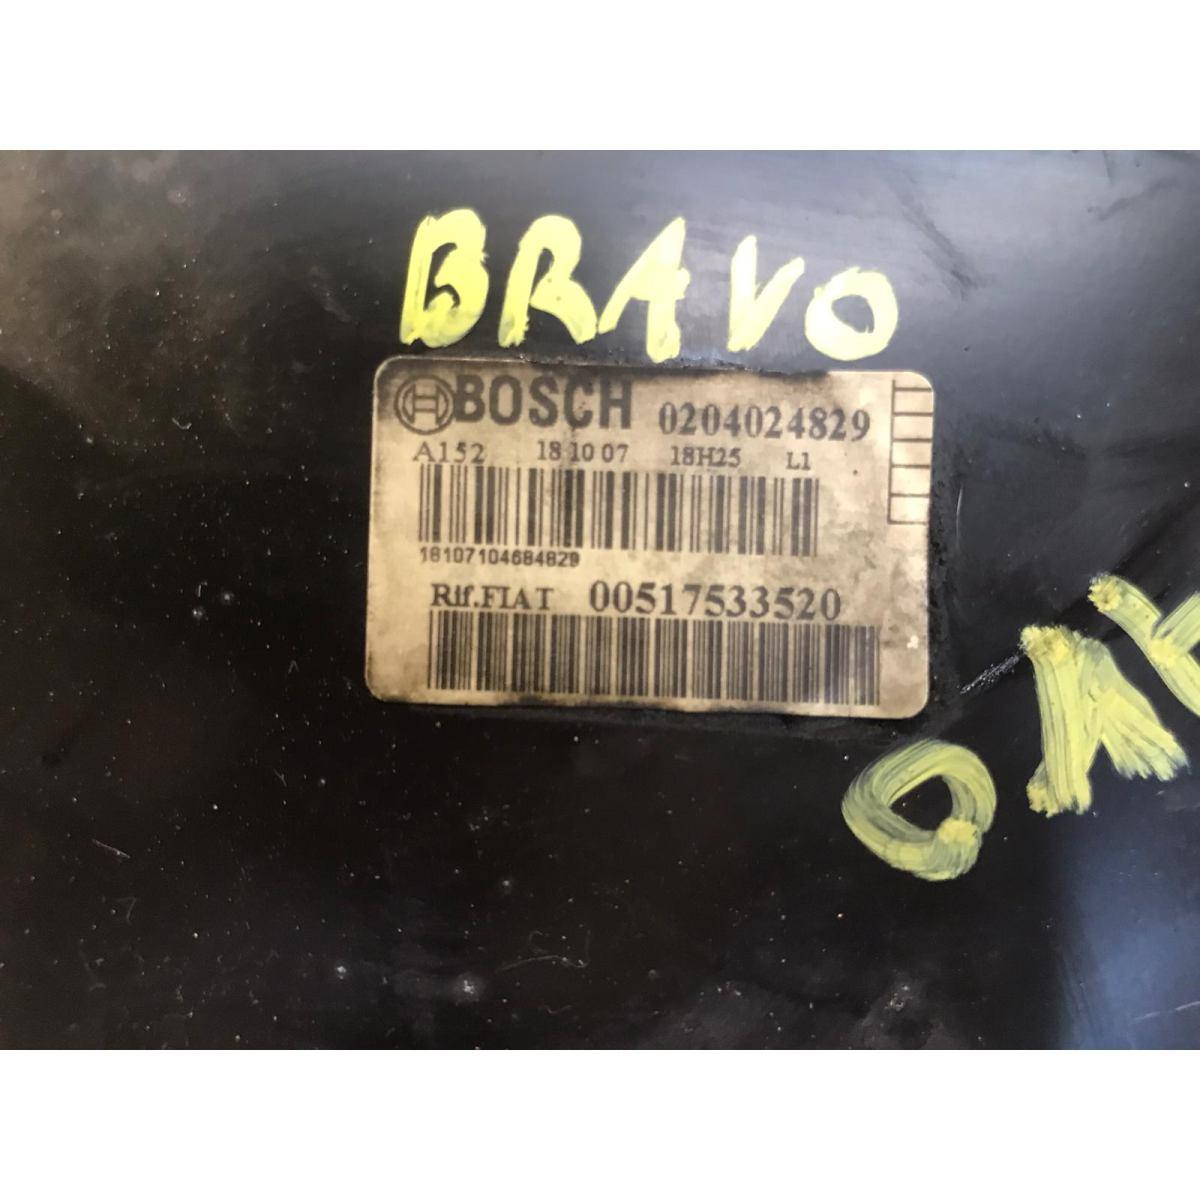 BRAVO
BOSCH 0204024829
A152 18 10 07 18H25 L1
18107104684829
Rif.FIAT 00517533520